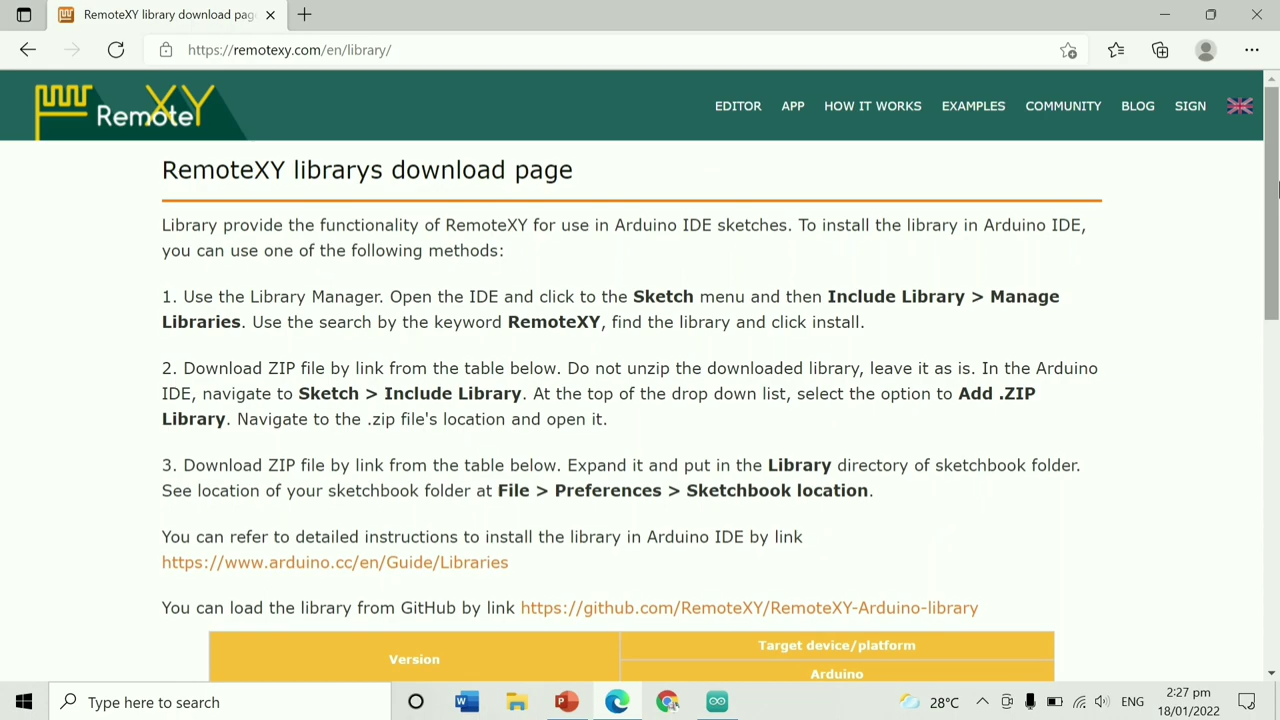 RemoteXY library download page
https://remotexy.com/en/library/
RemoteXY
EDITOR APP HOW IT WORKS EXAMPLES COMMUNITY BLOG SIGN
RemoteXY librarys download page
Library provide the functionality of RemoteXY for use in Arduino IDE sketches. To install the library in Arduino IDE,
you can use one of the following methods:
1. Use the Library Manager. Open the IDE and click to the Sketch menu and then Include Library > Manage
Libraries. Use the search by the keyword RemoteXY, find the library and click install.
2. Download ZIP file by link from the table below. Do not unzip the downloaded library, leave it as is. In the Arduino
IDE, navigate to Sketch > Include Library. At the top of the drop down list, select the option to Add .ZIP
Library. Navigate to the .zip file's location and open it.
3. Download ZIP file by link from the table below. Expand it and put in the Library directory of sketchbook folder.
See location of your sketchbook folder at File > Preferences > Sketchbook location.
You can refer to detailed instructions to install the library in Arduino IDE by link
https://www.arduino.cc/en/Guide/Libraries
You can load the library from GitHub by link https://github.com/RemoteXY/RemoteXY-Arduino-library
Target device/platform
Version
Arduino
Type here to search
28°C
ENG
2:27 pm
18/01/2022